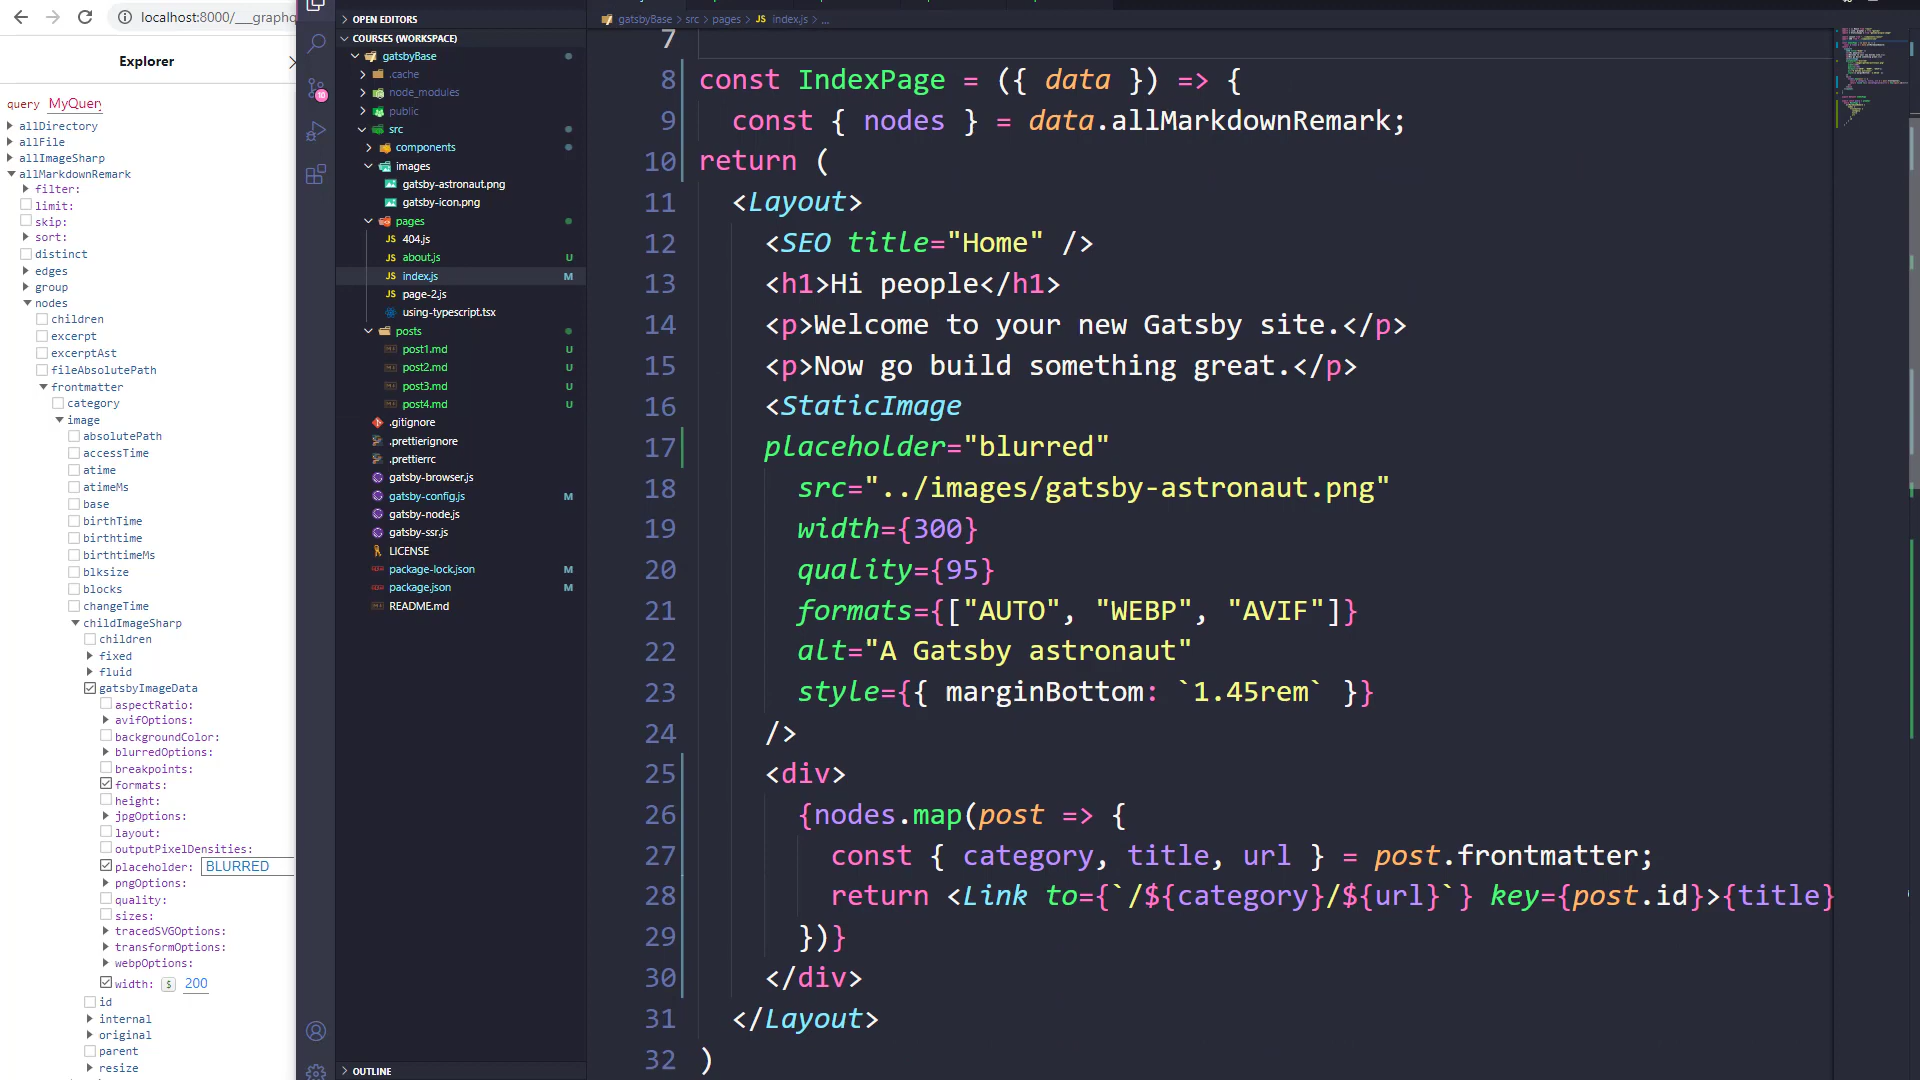 localhost:8000/___graphq
Explorer
query MyQuery
allDirectory
allFile
allImageSharp
allMarkdownRemark
filter:
limit:
skip:
sort:
distinct
edges
group
nodes
children
excerpt
excerptAst
fileAbsolutePath
frontmatter
category
image
absolutePath
accessTime
atime
atimeMs
base
birthTime
birthtime
birthtimeMs
blksize
blocks
changeTime
childImageSharp
children
fixed
fluid
gatsbyImageData
aspectRatio:
avifOptions:
backgroundColor:
blurredOptions:
breakpoints:
formats:
height:
jpgOptions:
layout:
outputPixelDensities:
placeholder: BLURRED
pngOptions:
quality:
sizes:
tracedSVGOptions:
transformOptions:
webpOptions:
width: $ 200
id
internal
original
parent
resize
OPEN EDITORS
COURSES (WORKSPACE)
gatsbyBase
.cache
node_modules
public
src
components
images
gatsby-astronaut.png
gatsby-icon.png
pages
404.js
about.js U
index.js M
page-2.js
using-typescript.tsx
posts
post1.md U
post2.md U
post3.md U
post4.md U
.gitignore
.prettierignore
.prettierrc
gatsby-browser.js
gatsby-config.js M
gatsby-node.js
gatsby-ssr.js
LICENSE
package-lock.json M
package.json M
README.md
OUTLINE
gatsbyBase > src > pages > JS index.js > ...
7
8 const IndexPage = ({ data }) => {
9 const { nodes } = data.allMarkdownRemark;
10 return (
11 <Layout>
12 <SEO title="Home" />
13 <h1>Hi people</h1>
14 <p>Welcome to your new Gatsby site.</p>
15 <p>Now go build something great.</p>
16 <StaticImage
17 placeholder="blurred"
18 src="../images/gatsby-astronaut.png"
19 width={300}
20 quality={95}
21 formats={["AUTO", "WEBP", "AVIF"]}
22 alt="A Gatsby astronaut"
23 style={{ marginBottom: `1.45rem` }}
24 />
25 <div>
26 {nodes.map(post => {
27 const { category, title, url } = post.frontmatter;
28 return <Link to={`/${category}/${url}`} key={post.id}>{title}
29 })}
30 </div>
31 </Layout>
32 )